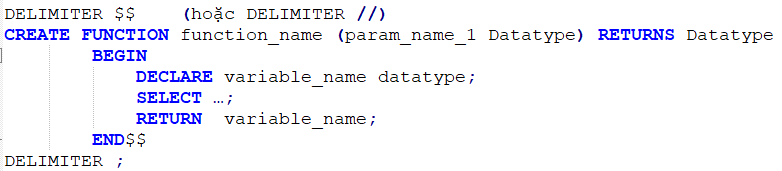 DELIMITER $$    (hoặc DELIMITER //)
CREATE FUNCTION function_name (param_name_1 Datatype) RETURNS Datatype
        BEGIN
            DECLARE variable_name datatype;
            SELECT …;
            RETURN  variable_name;
        END$$
DELIMITER ;